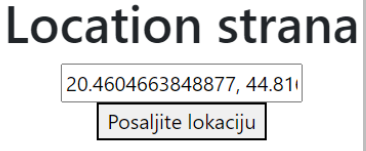 Location strana
20.4604663848877, 44.81
Posaljite lokaciju